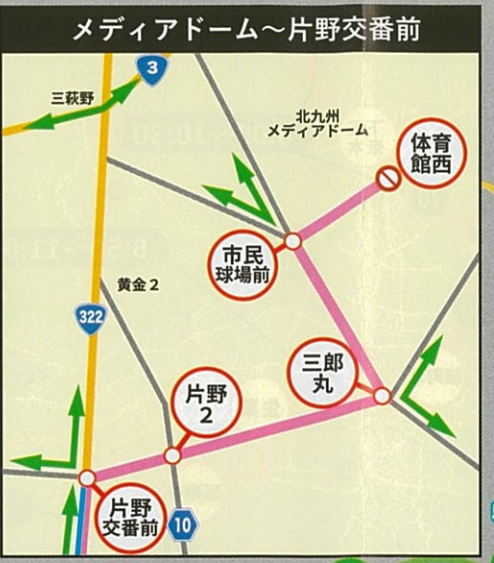 メディアドーム～片野交番前
3
三萩野
北九州
メディアドーム
体育
館西
市民
球場前
黄金2
322
三郎
丸
片野
2
片野
交番前
10